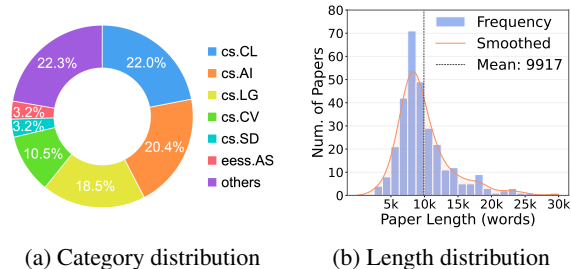 22.0%
20.4%
18.5%
10.5%
3.2%
3.2%
22.3%
cs.CL
cs.AI
cs.LG
cs.CV
cs.SD
eess.AS
others
(a) Category distribution
Num. of Papers
80
70
60
50
40
30
20
10
0
Frequency
Smoothed
Mean: 9917
5k 10k 15k 20k 25k 30k
Paper Length (words)
(b) Length distribution